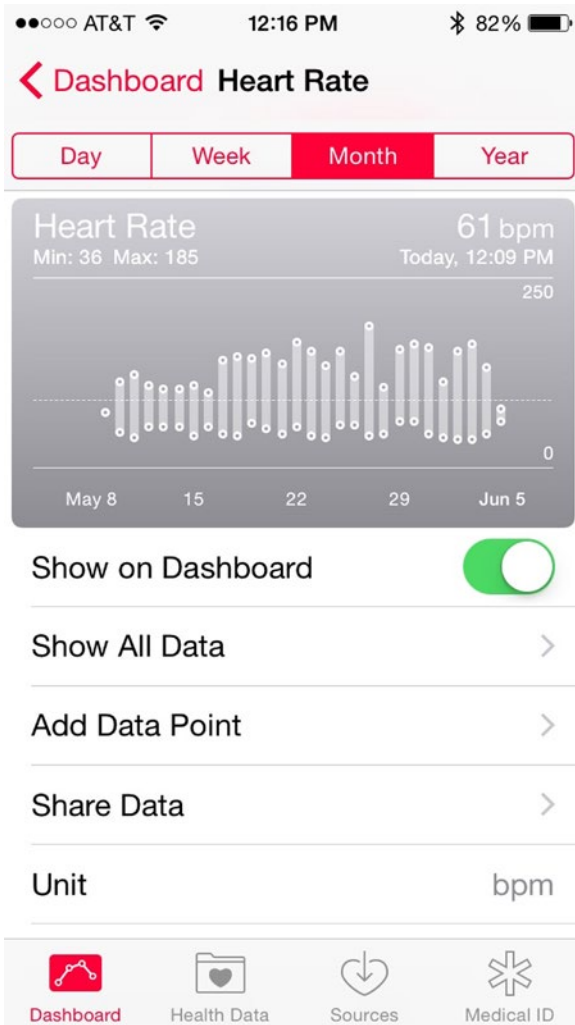 AT&T 12:16 PM 82%
Dashboard Heart Rate
Day Week Month Year
Heart Rate 61 bpm
Min: 36 Max: 185 Today, 12:09 PM
250
0
May 8 15 22 29 Jun 5
Show on Dashboard
Show All Data
Add Data Point
Share Data
Unit bpm
Dashboard Health Data Sources Medical ID